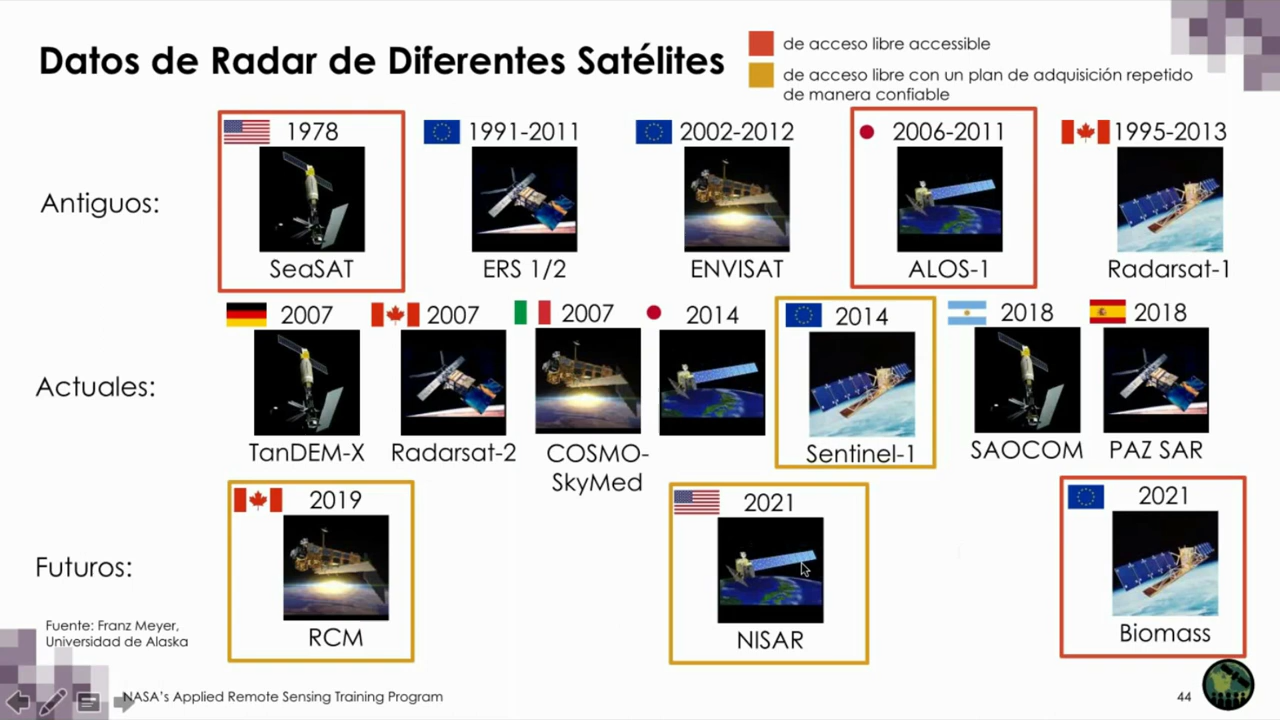 Datos de Radar de Diferentes Satélites
de acceso libre accessible
de acceso libre con un plan de adquisición repetido
de manera confiable
Antiguos:
1978
SeaSAT
1991-2011
ERS 1/2
2002-2012
ENVISAT
2006-2011
ALOS-1
1995-2013
Radarsat-1
Actuales:
2007
TanDEM-X
2007
Radarsat-2
2007
COSMO-
SkyMed
2014
2014
Sentinel-1
2018
SAOCOM
2018
PAZ SAR
Futuros:
2019
RCM
2021
NISAR
2021
Biomass
Fuente: Franz Meyer,
Universidad de Alaska
NASA's Applied Remote Sensing Training Program
44